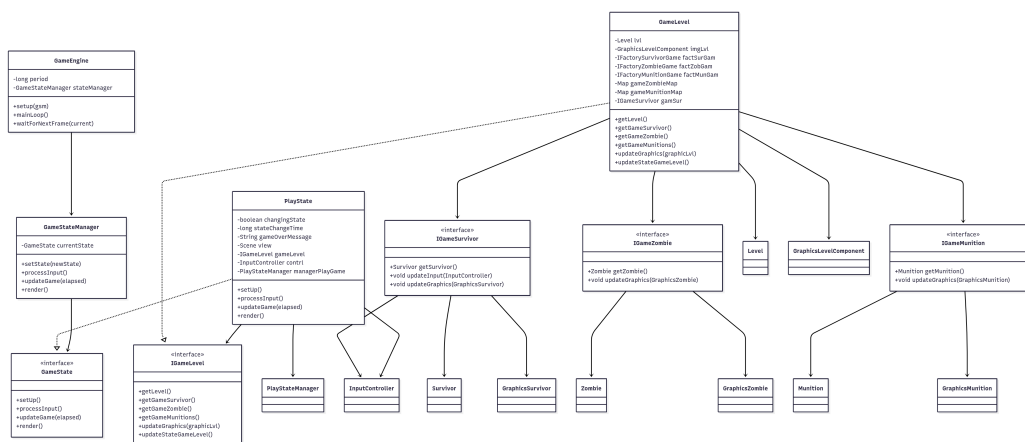 GameLevel
-Level lvl
-GraphicsLevelComponent imgLvl
-IFactorySurvivorGame factSurGam
-IFactoryZombieGame factZobGam
-IFactoryMunitionGame factMunGam
-Map gameZombieMap
-Map gameMunitionMap
-IGameSurvivor gamSur
+getLevel()
+getGameSurvivor()
+getGameZombie()
+getGameMunitions()
+updateGraphics(graphicLvl)
+updateStateGameLevel()
GameEngine
-long period
-GameStateManager stateManager
+setup(gsm)
+mainLoop()
+waitForNextFrame(current)
GameStateManager
-GameState currentState
+setState(newState)
+processInput()
+updateGame(elapsed)
+render()
PlayState
-boolean changingState
-long stateChangeTime
-String gameOverMessage
-Scene view
-IGameLevel gameLevel
-InputController contrl
-PlayStateManager managerPlayGame
+setUp()
+processInput()
+updateGame(elapsed)
+render()
«interface»
IGameSurvivor
+Survivor getSurvivor()
+void updateInput(InputController)
+void updateGraphics(GraphicsSurvivor)
«interface»
IGameZombie
+Zombie getZombie()
+void updateGraphics(GraphicsZombie)
Level
GraphicsLevelComponent
«interface»
IGameMunition
+Munition getMunition()
+void updateGraphics(GraphicsMunition)
«interface»
GameState
+setUp()
+processInput()
+updateGame(elapsed)
+render()
«interface»
IGameLevel
+getLevel()
+getGameSurvivor()
+getGameZombie()
+getGameMunitions()
+updateGraphics(graphicLvl)
+updateStateGameLevel()
PlayStateManager
InputController
Survivor
GraphicsSurvivor
Zombie
GraphicsZombie
Munition
GraphicsMunition